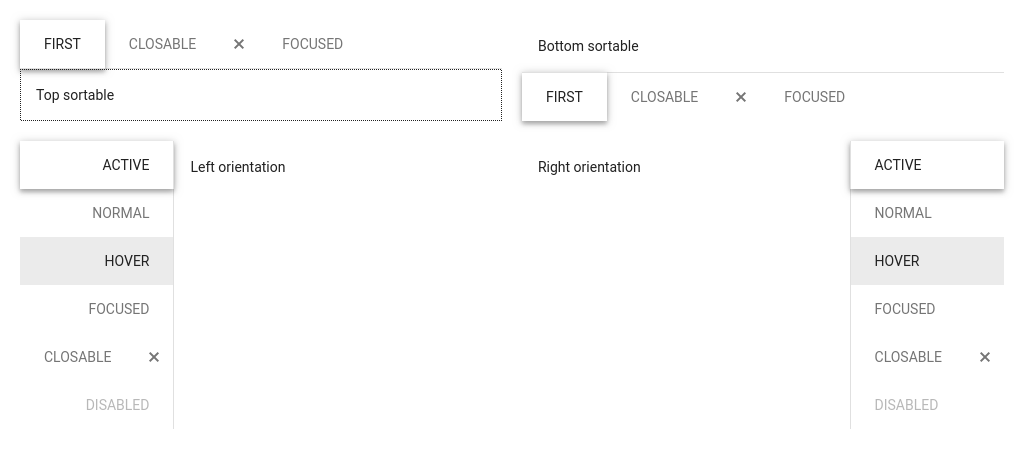 FIRST CLOSABLE FOCUSED
Top sortable
Bottom sortable
FIRST CLOSABLE FOCUSED
ACTIVE
NORMAL
HOVER
FOCUSED
CLOSABLE
DISABLED
Left orientation
Right orientation
ACTIVE
NORMAL
HOVER
FOCUSED
CLOSABLE
DISABLED